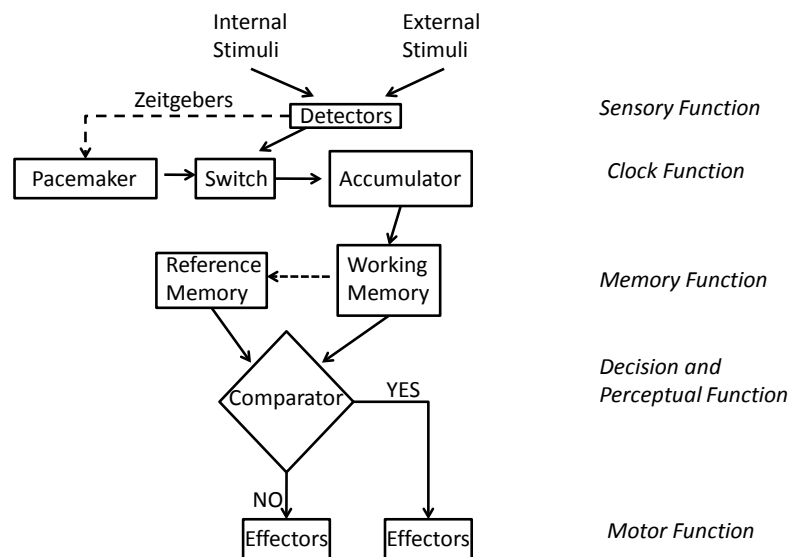 Internal
Stimuli
External
Stimuli
Zeitgebers
Detectors
Sensory Function
Pacemaker
Switch
Accumulator
Clock Function
Reference
Memory
Working
Memory
Memory Function
Comparator
YES
Decision and
Perceptual Function
NO
Effectors
Effectors
Motor Function